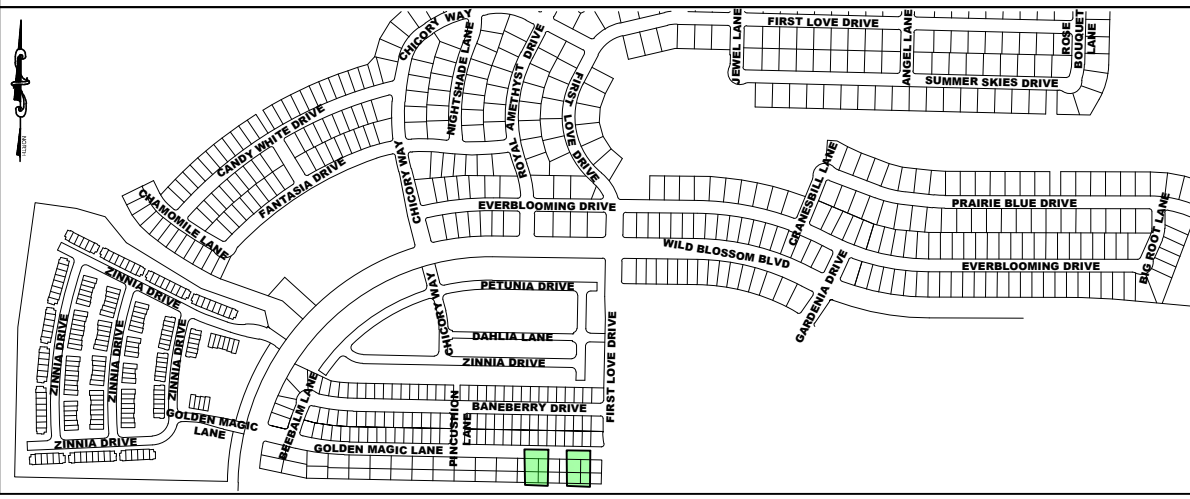 CHICORY WAY
NIGHTSHADE LANE
ROYAL AMETHYST DRIVE
FIRST LOVE DRIVE
JEWEL LANE
FIRST LOVE DRIVE
ANGEL LANE
ROSE
BOUQUET
LANE
SUMMER SKIES DRIVE
NORTH
CANDY WHITE DRIVE
FANTASIA DRIVE
CHAMOMILE LANE
CHICORY WAY
EVERBLOOMING DRIVE
CRANESBILL LANE
PRAIRIE BLUE DRIVE
BIG ROOT LANE
WILD BLOSSOM BLVD
EVERBLOOMING DRIVE
GARDENIA DRIVE
ZINNIA DRIVE
ZINNIA DRIVE
ZINNIA DRIVE
ZINNIA DRIVE
ZINNIA DRIVE
GOLDEN MAGIC
LANE
CHICORY WAY
PETUNIA DRIVE
DAHLIA LANE
ZINNIA DRIVE
FIRST LOVE DRIVE
BEEBALM LANE
BANEBERRY DRIVE
PINCUSHION
LANE
GOLDEN MAGIC LANE